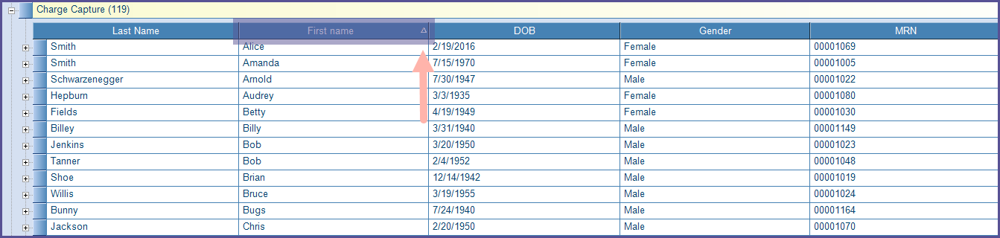 Charge Capture (119)
Last Name First name DOB Gender MRN
Smith Alice 2/19/2016 Female 00001069
Smith Amanda 7/15/1970 Female 00001005
Schwarzenegger Arnold 7/30/1947 Male 00001022
Hepburn Audrey 3/3/1935 Female 00001080
Fields Betty 4/19/1949 Female 00001030
Billey Billy 3/31/1940 Male 00001149
Jenkins Bob 3/20/1950 Male 00001023
Tanner Bob 2/4/1952 Male 00001048
Shoe Brian 12/14/1942 Male 00001019
Willis Bruce 3/19/1955 Male 00001024
Bunny Bugs 7/24/1940 Male 00001164
Jackson Chris 2/20/1950 Male 00001070